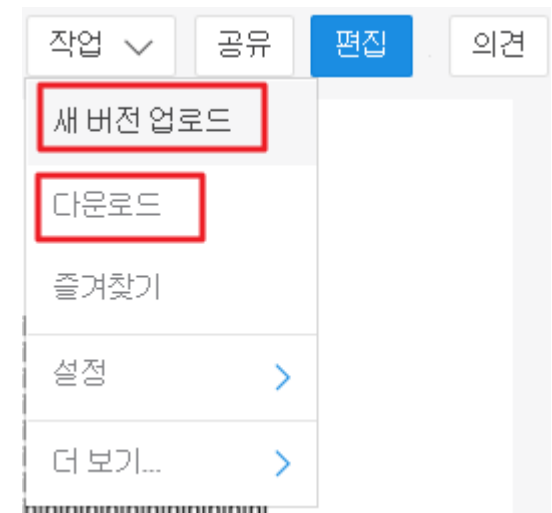 작업 공유 편집 의견
새 버전 업로드
다운로드
즐겨찾기
설정
더 보기...